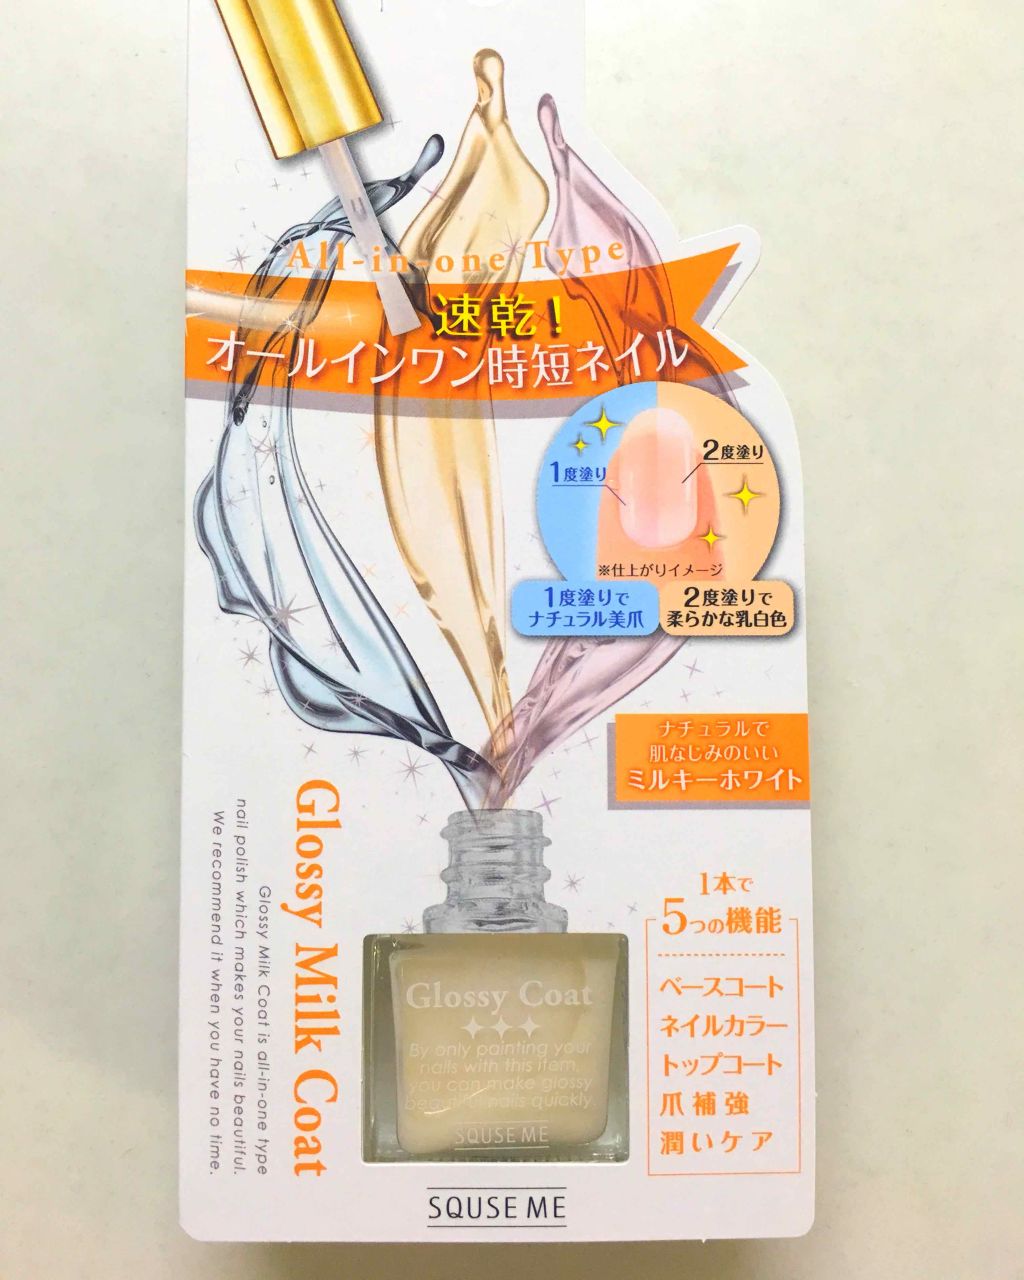 All-in-one Type
速乾！
オールインワン時短ネイル
1度塗り
2度塗り
※仕上がりイメージ
1度塗りで
ナチュラル美爪
2度塗りで
柔らかな乳白色
ナチュラルで
肌なじみのいい
ミルキーホワイト
Glossy Milk Coat
Glossy Milk Coat is all-in-one type
nail polish which makes your nails beautiful.
We recommend it when you have no time.
1本で
5つの機能
ベースコート
ネイルカラー
トップコート
爪補強
潤いケア
Glossy Coat
By only painting your
nails with this item,
you can make glossy
beautiful nails quickly.
SQUSE ME
SQUSE ME